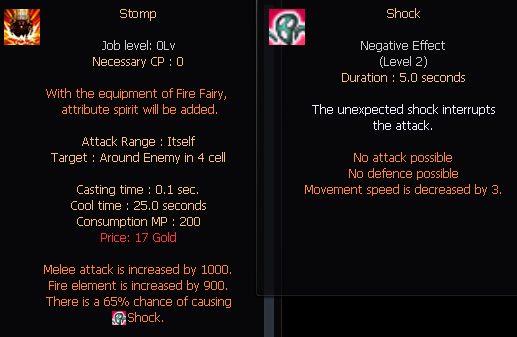 Stomp
Job level: 0Lv
Necessary CP : 0
With the equipment of Fire Fairy,
attribute spirit will be added.
Attack Range : Itself
Target : Around Enemy in 4 cell
Casting time : 0.1 sec.
Cool time : 25.0 seconds
Consumption MP : 200
Price: 17 Gold
Melee attack is increased by 1000.
Fire element is increased by 900.
There is a 65% chance of causing
Shock.
Shock
Negative Effect
(Level 2)
Duration : 5.0 seconds
The unexpected shock interrupts
the attack.
No attack possible
No defence possible
Movement speed is decreased by 3.